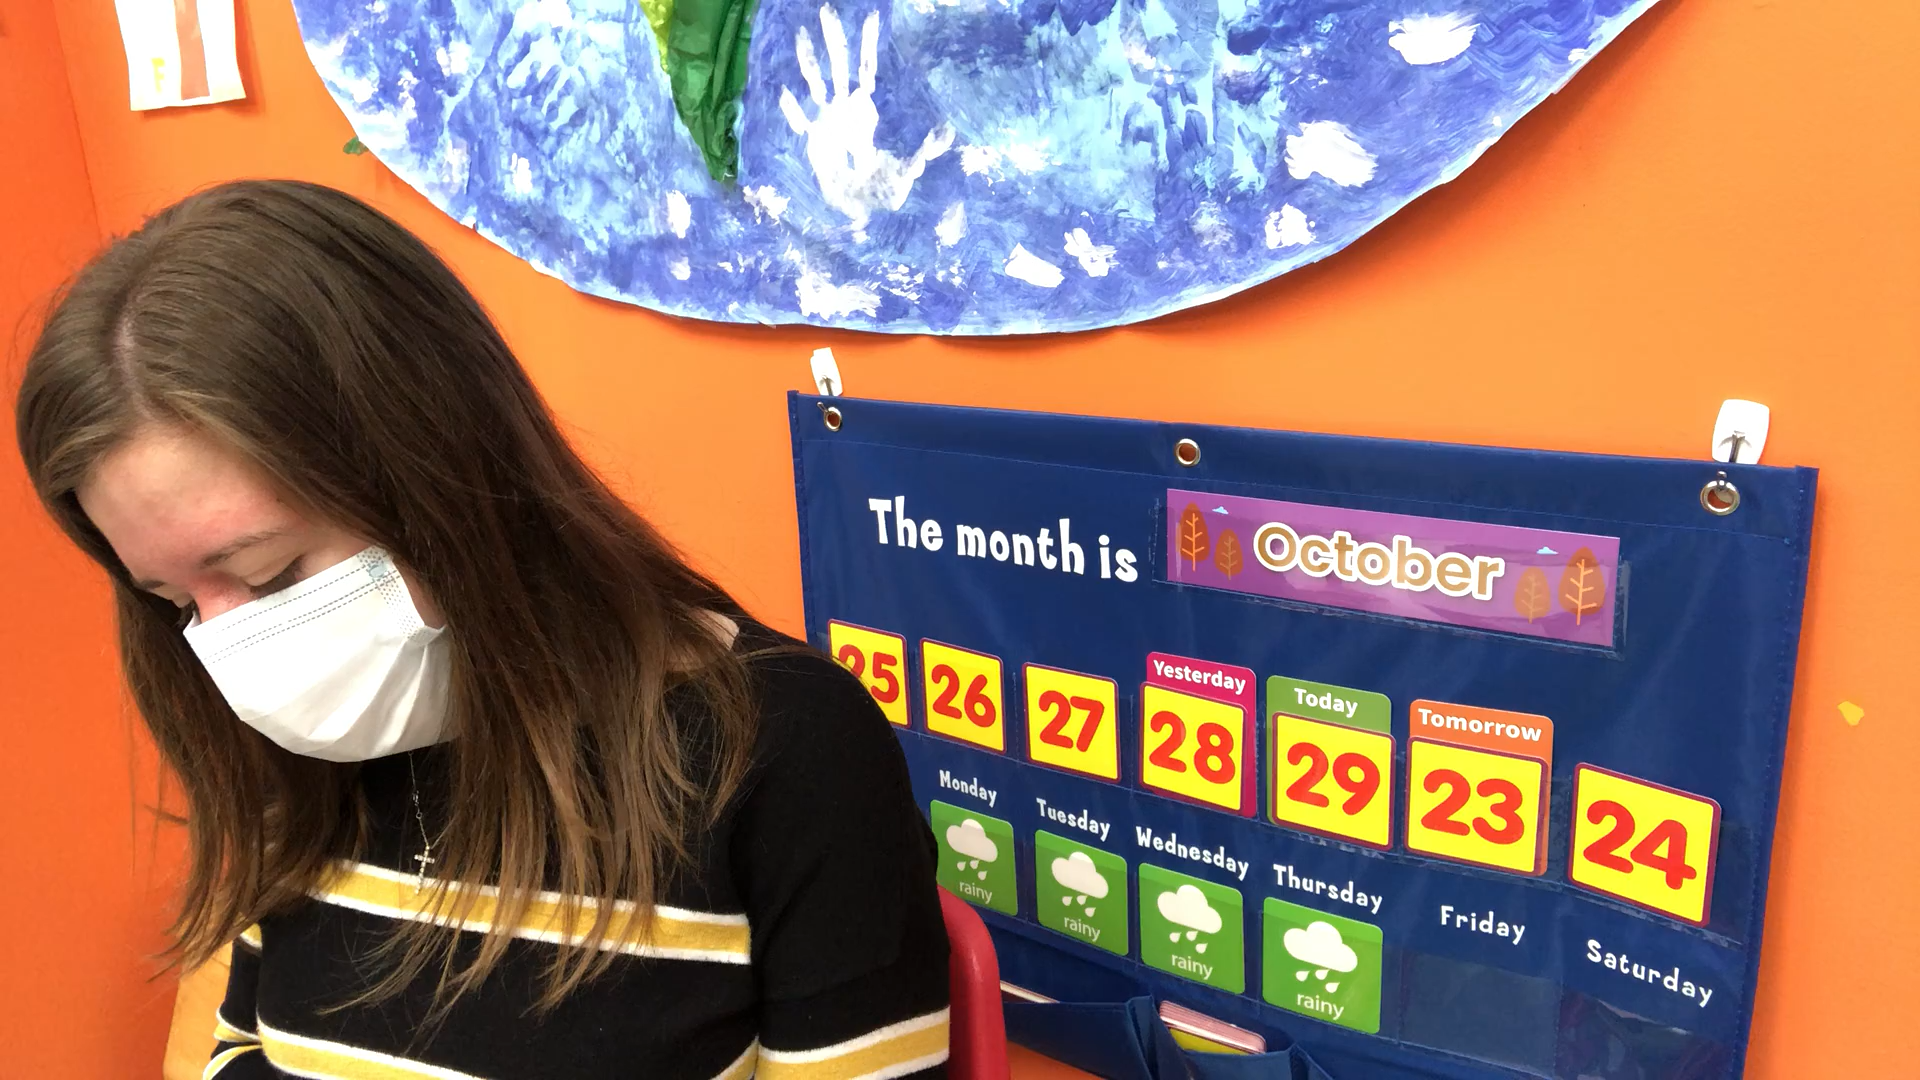 F
The month is October
Yesterday Today Tomorrow
25 26 27 28 29 23 24
Monday Tuesday Wednesday Thursday Friday Saturday
rainy rainy rainy rainy